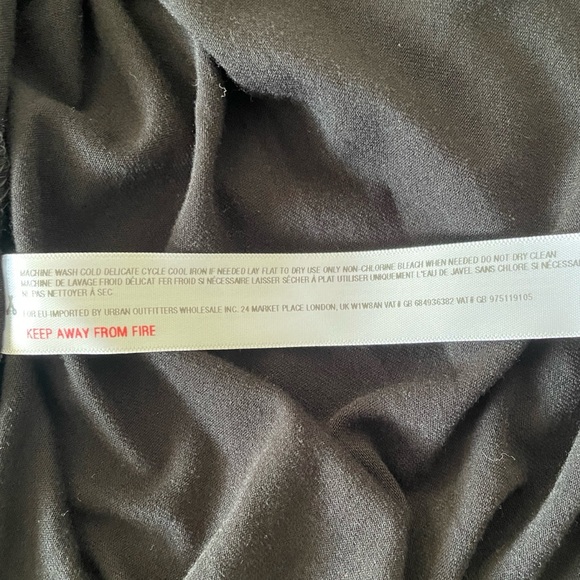 MACHINE WASH COLD DELICATE CYCLE COOL IRON IF NEEDED LAY FLAT TO DRY USE ONLY NON-CHLORINE BLEACH WHEN NEEDED DO NOT DRY CLEAN
MACHINE DE LAVAGE FROID DÉLICAT FER FROID SI NÉCESSAIRE LAISSER SÉCHER À PLAT UTILISER UNIQUEMENT L'EAU DE JAVEL SANS CHLORE SI NÉCESSAI
NE PAS NETTOYER À SEC
FOR EU-IMPORTED BY URBAN OUTFITTERS WHOLESALE INC. 24 MARKET PLACE LONDON, UK W1W8AN VAT# GB 684936382 VAT# GB 975119105
KEEP AWAY FROM FIRE